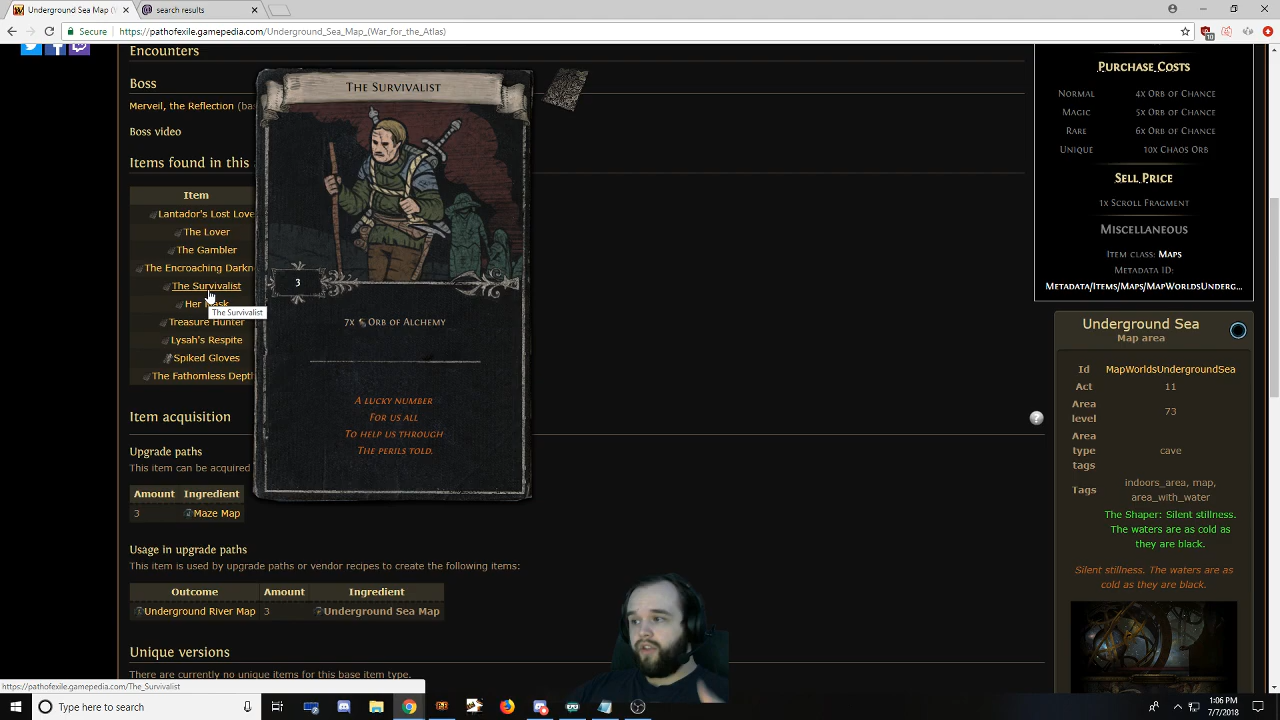 Underground Sea Map (
search results
Secure
https://pathofexile.gamepedia.com/Underground_Sea_Map_(War_for_the_Atlas)
10
Encounters
Boss
Merveil, the Reflection (ba
Boss video
Items found in this
Item
Lantador's Lost Love
The Lover
The Gambler
The Encroaching Darkn
The Survivalist
Her Mask
The Survivalist
Treasure Hunter
Lysah's Respite
Spiked Gloves
The Fathomless Dept
Item acquisition
Upgrade paths
This item can be acquired
Amount Ingredient
3 Maze Map
Usage in upgrade paths
This item is used by upgrade paths or vendor recipes to create the following items:
Outcome Amount Ingredient
Underground River Map 3 Underground Sea Map
Unique versions
There are currently no unique items for this base item type.
The Survivalist
3
7x Orb of Alchemy
A lucky number
For us all
To help us through
The perils told.
Purchase Costs
Normal 4x Orb of Chance
Magic 5x Orb of Chance
Rare 6x Orb of Chance
Unique 10x Chaos Orb
Sell Price
1x Scroll Fragment
Miscellaneous
Item class: Maps
Metadata ID:
Metadata/Items/Maps/MapWorldsUnderg...
Underground Sea
Map area
?
Id MapWorldsUndergroundSea
Act 11
Area level 73
Area type tags cave
Tags indoors_area, map, area_with_water
The Shaper: Silent stillness.
The waters are as cold as
they are black.
Silent stillness. The waters are as
cold as they are black.
https://pathofexile.gamepedia.com/The_Survivalist
Type here to search
1:06 PM
7/7/2018